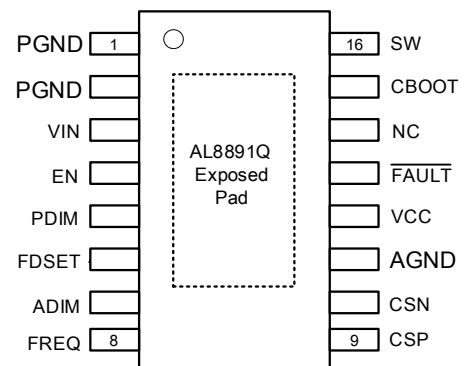 PGND 1 16 SW
PGND CBOOT
VIN NC
EN FAULT
PDIM VCC
FDSET AGND
ADIM CSN
FREQ 8 9 CSP
AL8891Q
Exposed
Pad